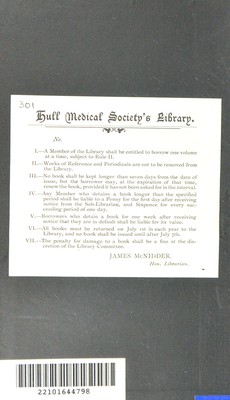 301
Hull Medical Society's Library.
No.
I.—A Member of the Library shall be entitled to borrow one volume
at a time, subject to Rule II.
II.—Works of Reference and Periodicals are not to be removed from
the Library.
III.—No book shall be kept longer than seven days from the date of
issue, but the borrower may, at the expiration of that time,
renew the book, provided it has not been asked for in the interval.
IV.—Any Member who detains a book longer than the specified
period shall be liable to a Penny for the first day after receiving
notice from the Sub-Librarian, and Sixpence for every suc-
ceeding period of one day.
V.—Borrowers who detain a book for one week after receiving
notice that they are in default shall be liable for its value.
VI.—All books must be returned on July 1st in each year to the
Library, and no book shall be issued until after July 7th.
VII.—The penalty for damage to a book shall be a fine at the dis-
cretion of the Library Committee.
JAMES McNIDDER,
Hon. Librarian.
22101644798